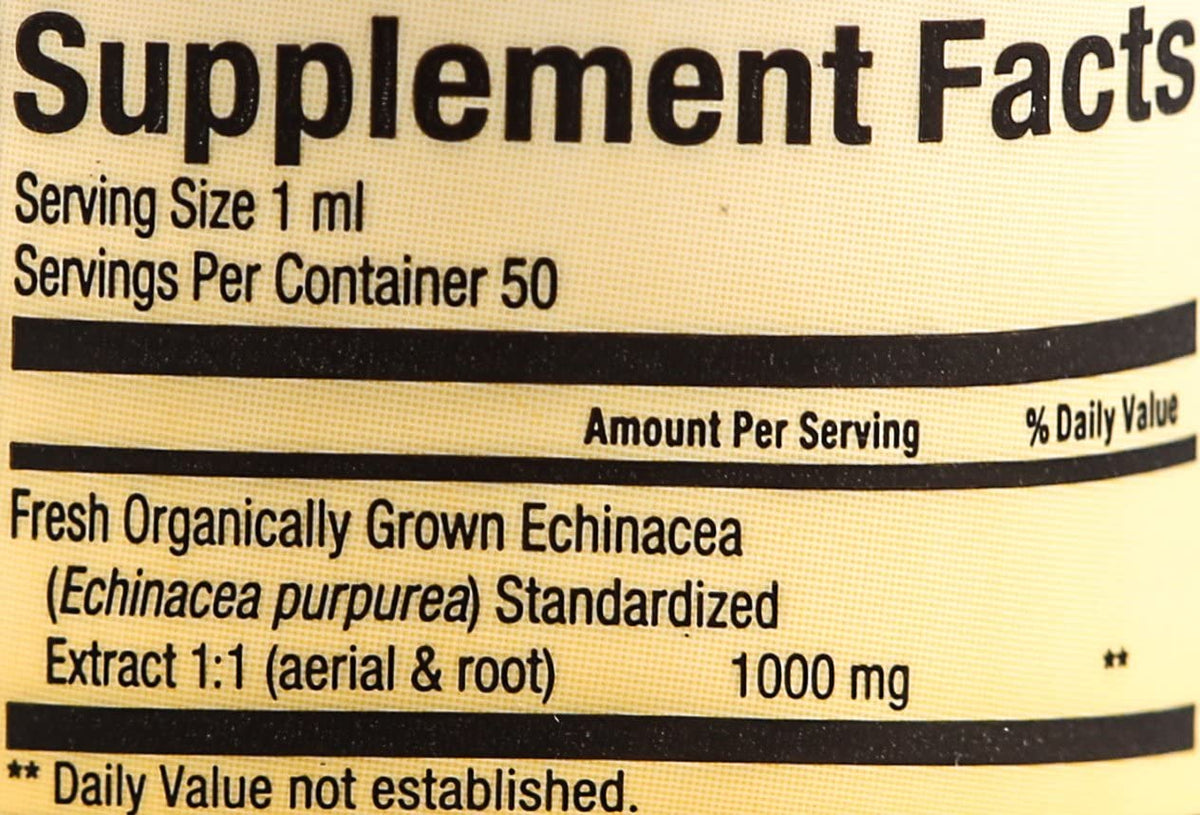 Supplement Facts
Serving Size 1 ml
Servings Per Container 50
Amount Per Serving % Daily Value
Fresh Organically Grown Echinacea
(Echinacea purpurea) Standardized
Extract 1:1 (aerial & root) 1000 mg **
** Daily Value not established.